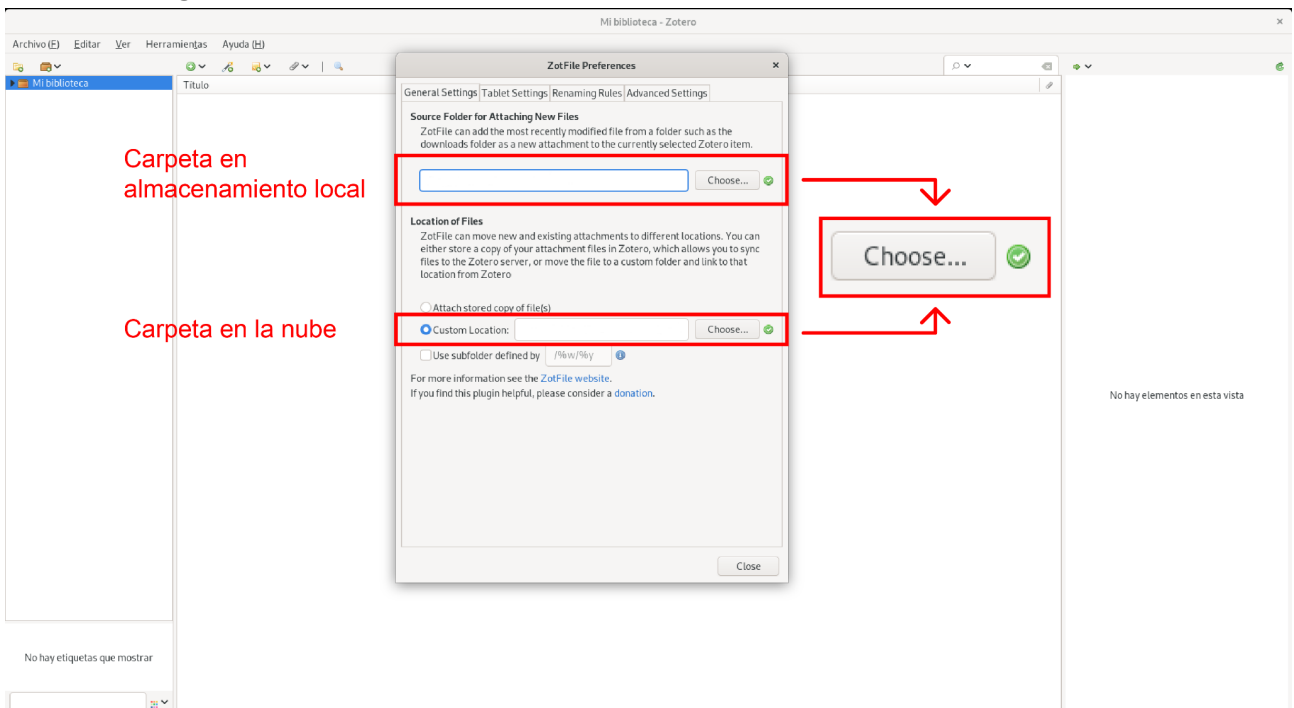 Mi biblioteca - Zotero
Archivo (F) Editar Ver Herramientas Ayuda (H)
Mi biblioteca
Título
ZotFile Preferences
General Settings Tablet Settings Renaming Rules Advanced Settings
Source Folder for Attaching New Files
ZotFile can add the most recently modified file from a folder such as the
downloads folder as a new attachment to the currently selected Zotero item.
Carpeta en
almacenamiento local
Choose...
Location of Files
ZotFile can move new and existing attachments to different locations. You can
either store a copy of your attachment files in Zotero, which allows you to sync
files to the Zotero server, or move the file to a custom folder and link to that
location from Zotero
Choose...
Attach stored copy of file(s)
Carpeta en la nube
Custom Location:
Choose...
Use subfolder defined by /%w/%y
For more information see the ZotFile website.
If you find this plugin helpful, please consider a donation.
No hay elementos en esta vista
Close
No hay etiquetas que mostrar